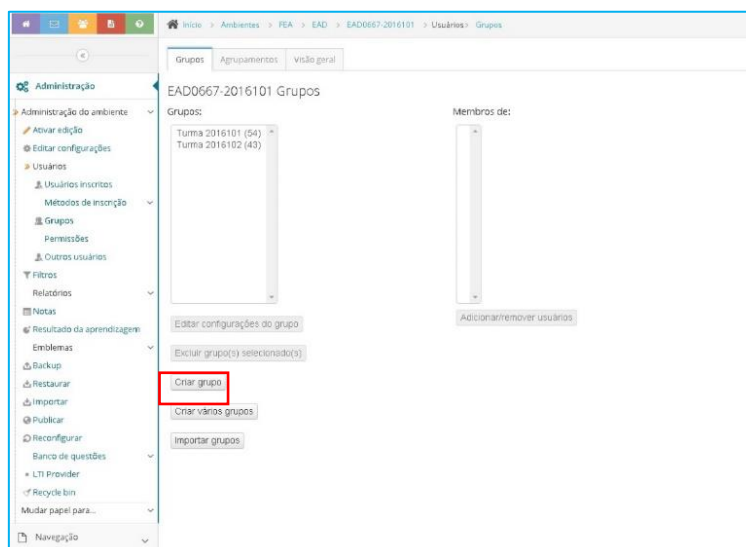 Início > Ambientes > FEA > EAD > EAD0667-2016101 > Usuários > Grupos
Administração
Administração do ambiente
Ativar edição
Editar configurações
Usuários
Usuários inscritos
Métodos de inscrição
Grupos
Permissões
Outros usuários
Filtros
Relatórios
Notas
Resultado da aprendizagem
Emblemas
Backup
Restaurar
Importar
Publicar
Reconfigurar
Banco de questões
LTI Provider
Recycle bin
Mudar papel para...
Navegação
Grupos Agrupamentos Visão geral
EAD0667-2016101 Grupos
Grupos:
Turma 2016101 (54)
Turma 2016102 (43)
Editar configurações do grupo
Excluir grupo(s) selecionado(s)
Criar grupo
Criar vários grupos
Importar grupos
Membros de:
Adicionar/remover usuários